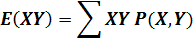 E(XY) = ∑ XY P(X,Y)